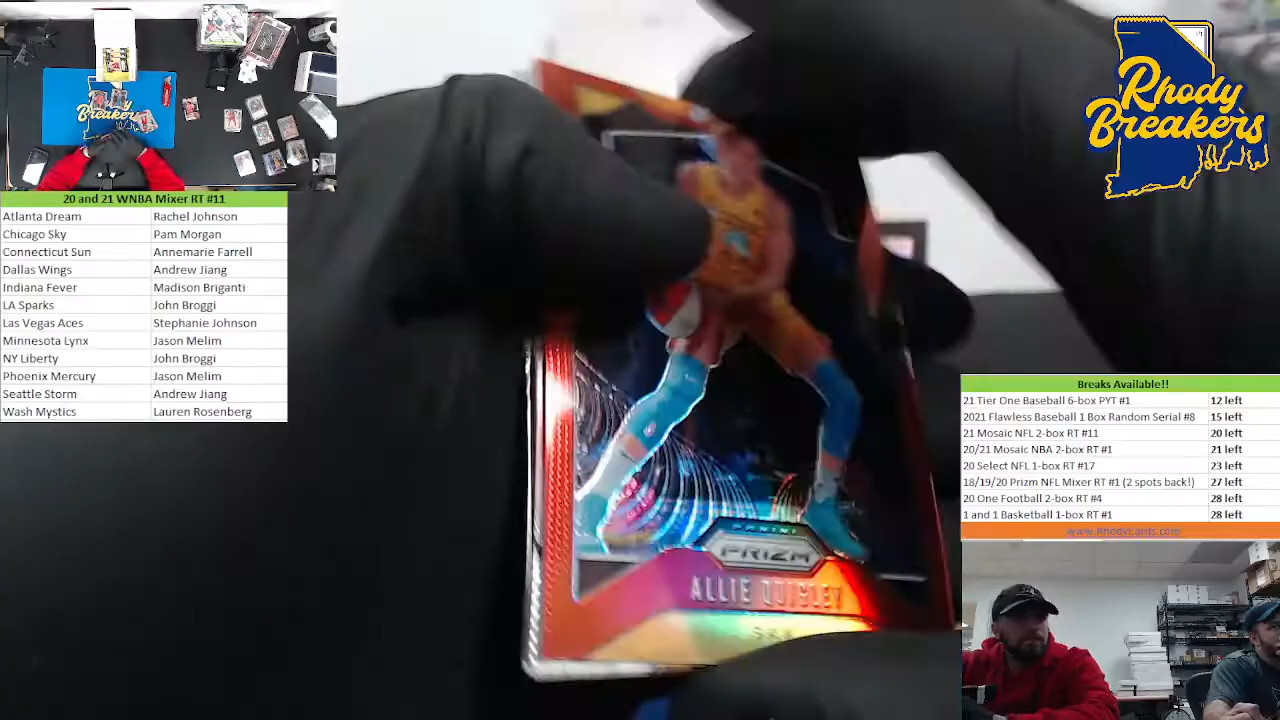 Rhody
Breakers
20 and 21 WNBA Mixer RT #11
Atlanta Dream Rachel Johnson
Chicago Sky Pam Morgan
Connecticut Sun Annemarie Farrell
Dallas Wings Andrew Jiang
Indiana Fever Madison Briganti
LA Sparks John Broggi
Las Vegas Aces Stephanie Johnson
Minnesota Lynx Jason Melim
NY Liberty John Broggi
Phoenix Mercury Jason Melim
Seattle Storm Andrew Jiang
Wash Mystics Lauren Rosenberg
PANINI
PRIZM
ALLIE QUIGLEY
Rhody
Breakers
Breaks Available!!
21 Tier One Baseball 6-box PYT #1 12 left
2021 Flawless Baseball 1 Box Random Serial #8 15 left
21 Mosaic NFL 2-box RT #11 20 left
20/21 Mosaic NBA 2-box RT #1 21 left
20 Select NFL 1-box RT #17 23 left
18/19/20 Prizm NFL Mixer RT #1 (2 spots back!) 27 left
20 One Football 2-box RT #4 28 left
1 and 1 Basketball 1-box RT #1 28 left
www.RhodyCards.com